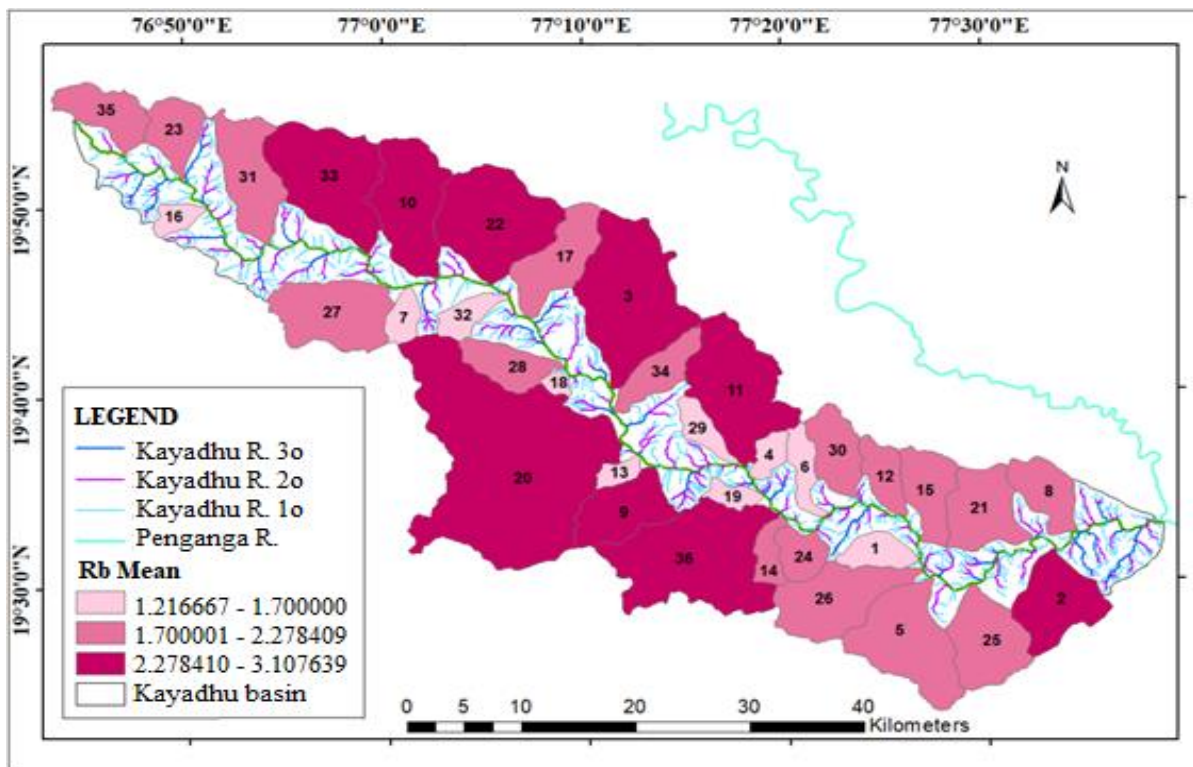 76°50'0"E 77°0'0"E 77°10'0"E 77°20'0"E 77°30'0"E
19°50'0"N
19°40'0"N
19°30'0"N
N
35
23
31
33
10
22
16
17
3
27
7
32
28
18
34
11
29
20
13
9
19
4
6
30
12
15
21
8
36
14
24
1
26
5
25
2
LEGEND
Kayadhu R. 3o
Kayadhu R. 2o
Kayadhu R. 1o
Penganga R.
Rb Mean
1.216667 - 1.700000
1.700001 - 2.278409
2.278410 - 3.107639
Kayadhu basin
0 5 10 20 30 40
Kilometers